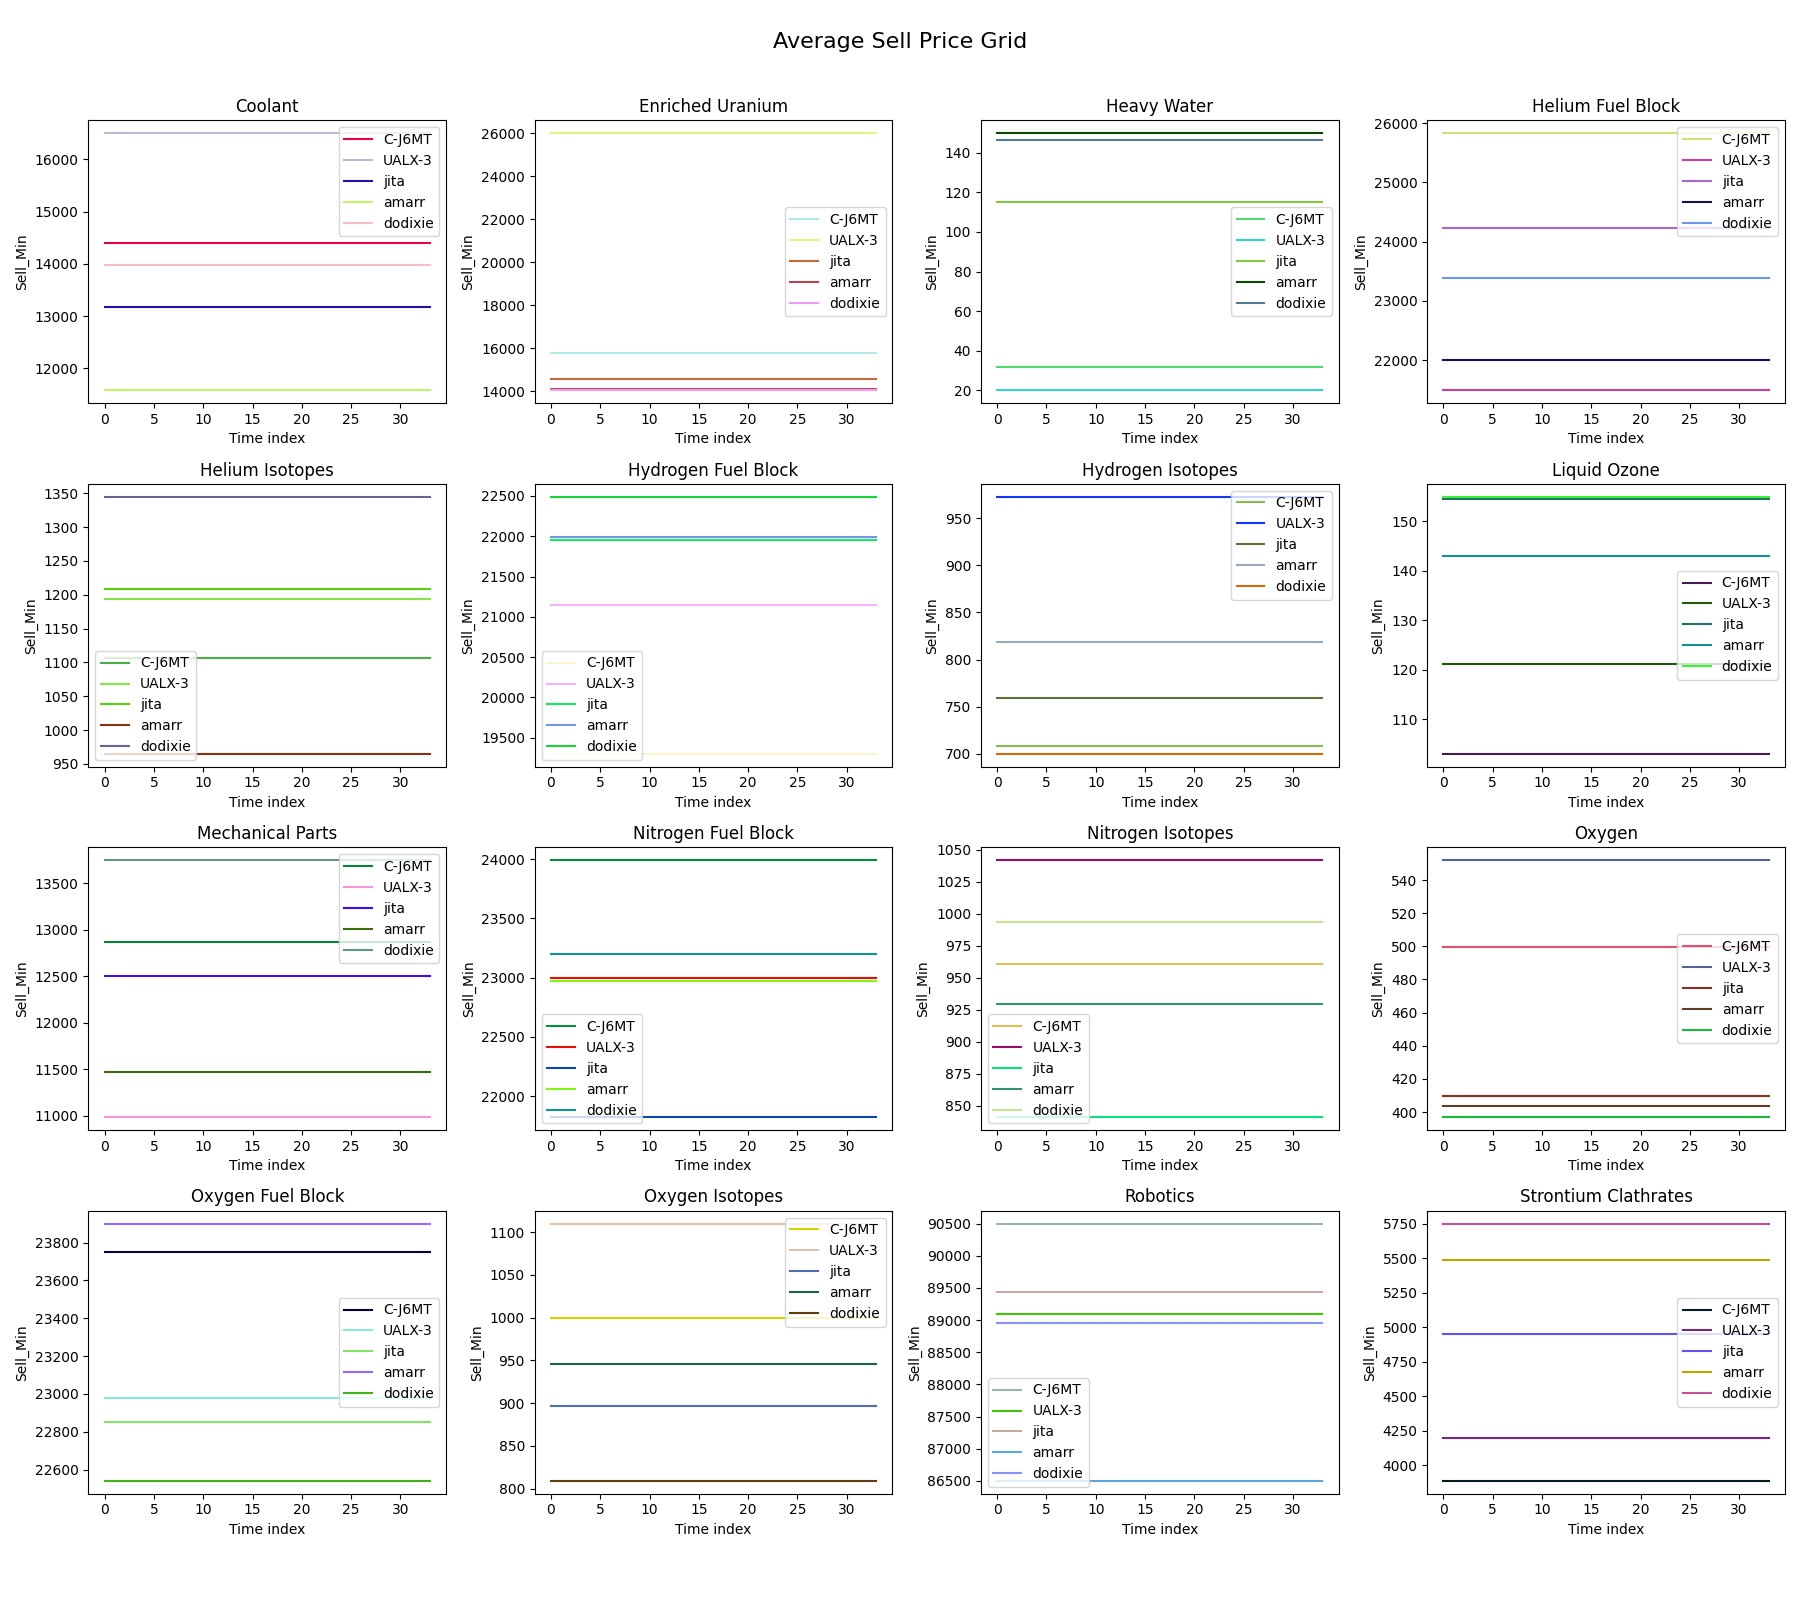 Average Sell Price Grid
Coolant
Sell_Min
16000
15000
14000
13000
12000
C-J6MT
UALX-3
jita
amarr
dodixie
0 5 10 15 20 25 30
Time index
Enriched Uranium
Sell_Min
26000
24000
22000
20000
18000
16000
14000
C-J6MT
UALX-3
jita
amarr
dodixie
0 5 10 15 20 25 30
Time index
Heavy Water
Sell_Min
140
120
100
80
60
40
20
C-J6MT
UALX-3
jita
amarr
dodixie
0 5 10 15 20 25 30
Time index
Helium Fuel Block
Sell_Min
26000
25000
24000
23000
22000
C-J6MT
UALX-3
jita
amarr
dodixie
0 5 10 15 20 25 30
Time index
Helium Isotopes
Sell_Min
1350
1300
1250
1200
1150
1100
1050
1000
950
C-J6MT
UALX-3
jita
amarr
dodixie
0 5 10 15 20 25 30
Time index
Hydrogen Fuel Block
Sell_Min
22500
22000
21500
21000
20500
20000
19500
C-J6MT
UALX-3
jita
amarr
dodixie
0 5 10 15 20 25 30
Time index
Hydrogen Isotopes
Sell_Min
950
900
850
800
750
700
C-J6MT
UALX-3
jita
amarr
dodixie
0 5 10 15 20 25 30
Time index
Liquid Ozone
Sell_Min
150
140
130
120
110
C-J6MT
UALX-3
jita
amarr
dodixie
0 5 10 15 20 25 30
Time index
Mechanical Parts
Sell_Min
13500
13000
12500
12000
11500
11000
C-J6MT
UALX-3
jita
amarr
dodixie
0 5 10 15 20 25 30
Time index
Nitrogen Fuel Block
Sell_Min
24000
23500
23000
22500
22000
C-J6MT
UALX-3
jita
amarr
dodixie
0 5 10 15 20 25 30
Time index
Nitrogen Isotopes
Sell_Min
1050
1025
1000
975
950
925
900
875
850
C-J6MT
UALX-3
jita
amarr
dodixie
0 5 10 15 20 25 30
Time index
Oxygen
Sell_Min
540
520
500
480
460
440
420
400
C-J6MT
UALX-3
jita
amarr
dodixie
0 5 10 15 20 25 30
Time index
Oxygen Fuel Block
Sell_Min
23800
23600
23400
23200
23000
22800
22600
C-J6MT
UALX-3
jita
amarr
dodixie
0 5 10 15 20 25 30
Time index
Oxygen Isotopes
Sell_Min
1100
1050
1000
950
900
850
800
C-J6MT
UALX-3
jita
amarr
dodixie
0 5 10 15 20 25 30
Time index
Robotics
Sell_Min
90500
90000
89500
89000
88500
88000
87500
87000
86500
C-J6MT
UALX-3
jita
amarr
dodixie
0 5 10 15 20 25 30
Time index
Strontium Clathrates
Sell_Min
5750
5500
5250
5000
4750
4500
4250
4000
C-J6MT
UALX-3
jita
amarr
dodixie
0 5 10 15 20 25 30
Time index